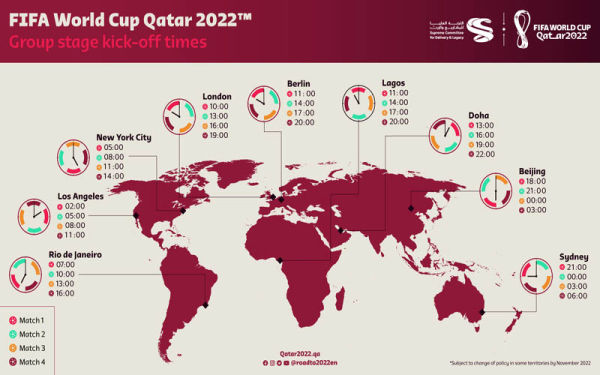 FIFA World Cup Qatar 2022™
Group stage kick-off times
Supreme Committee
for Delivery & Legacy
FIFA WORLD CUP
Qatar2022
London
10:00
13:00
16:00
19:00
Berlin
11:00
14:00
17:00
20:00
Lagos
11:00
14:00
17:00
20:00
Doha
13:00
16:00
19:00
22:00
New York City
05:00
08:00
11:00
14:00
Beijing
18:00
21:00
00:00
03:00
Los Angeles
02:00
05:00
08:00
11:00
Rio de Janeiro
07:00
10:00
13:00
16:00
Sydney
21:00
00:00
03:00
06:00
Match 1
Match 2
Match 3
Match 4
Qatar2022.qa
@roadto2022en
*Subject to change of policy in some territories by November 2022